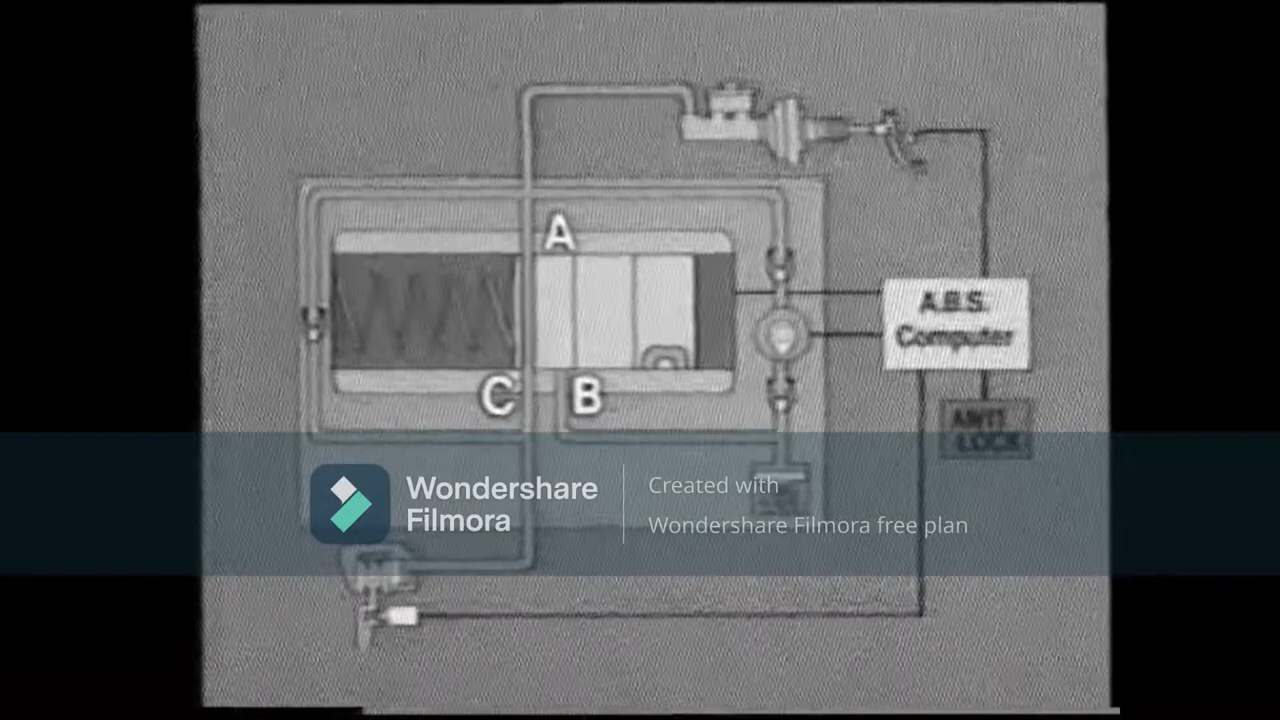 A
A.B.S.
Computer
C
B
ANTI
LOCK
Wondershare
Filmora
Created with
Wondershare Filmora free plan